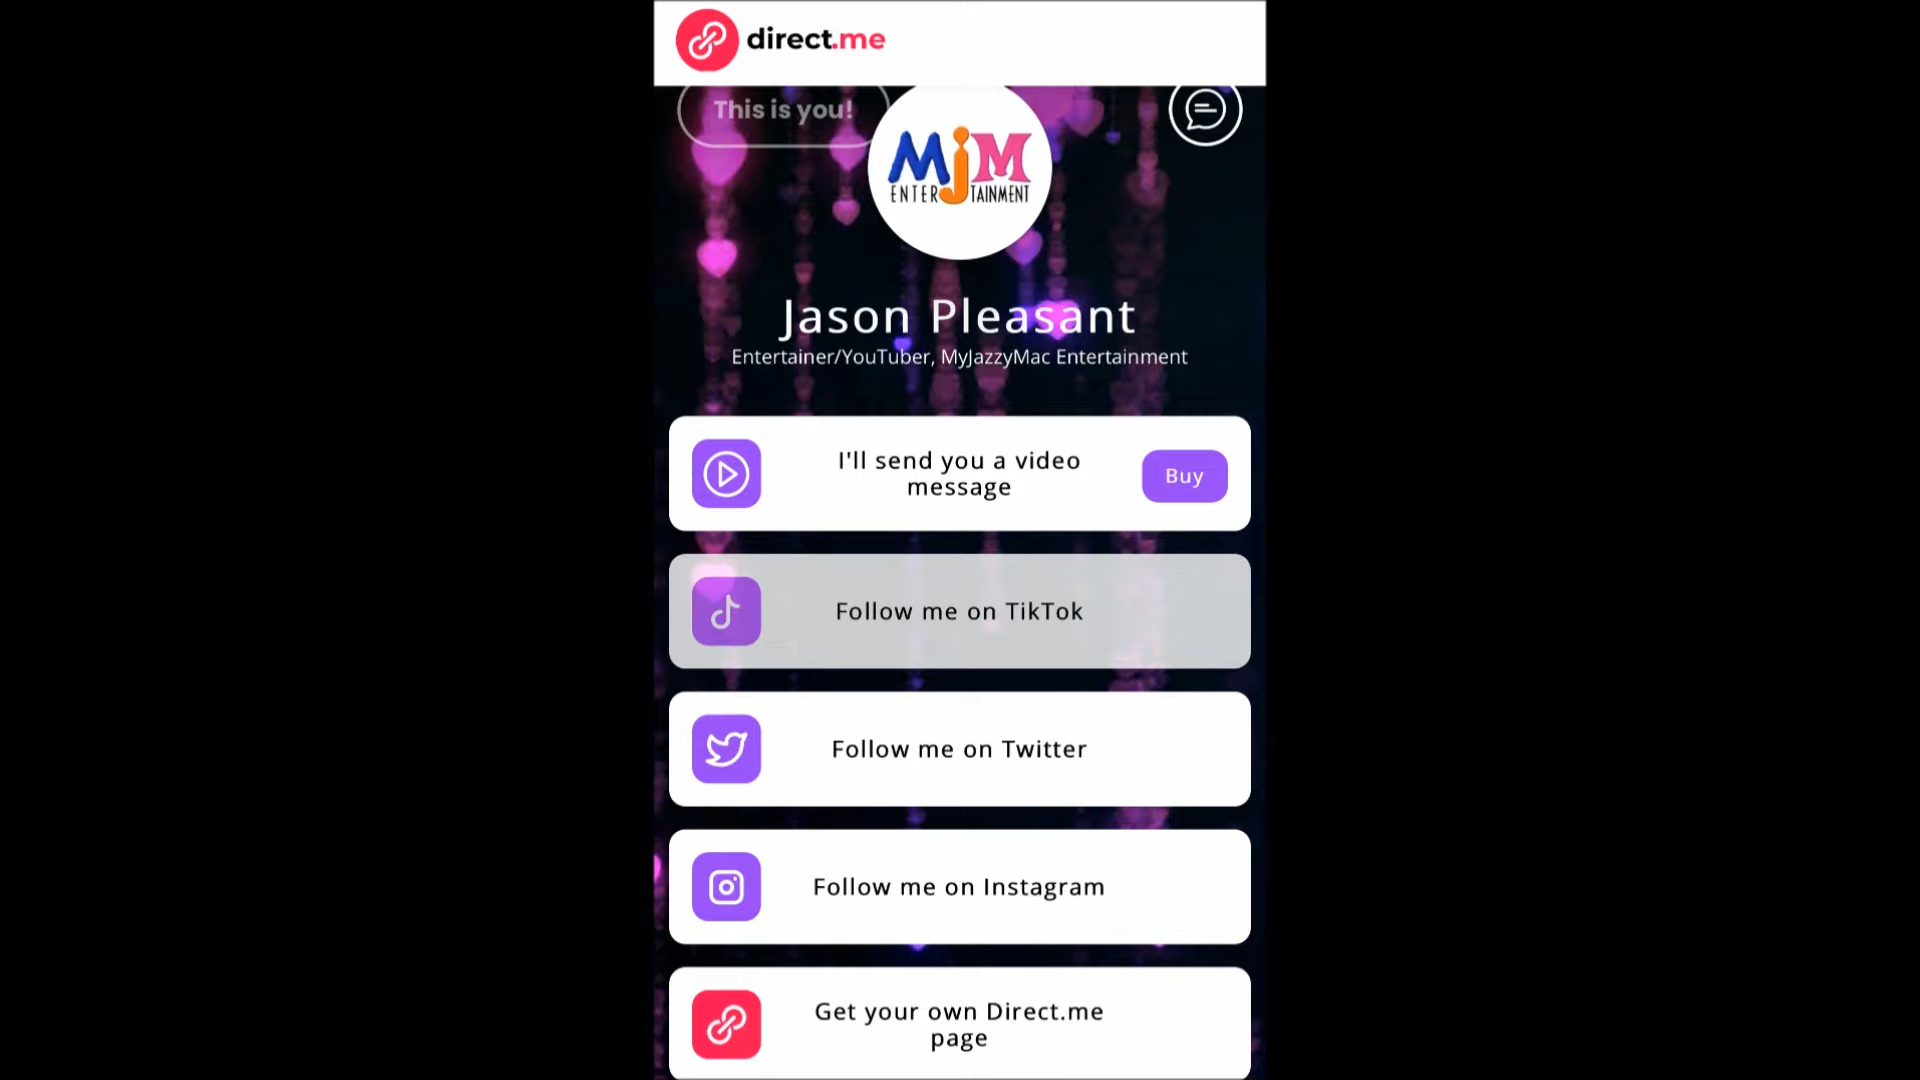 direct.me
This is you!
MJM
ENTERTAINMENT
Jason Pleasant
Entertainer/YouTuber, MyJazzyMac Entertainment
I'll send you a video
message
Buy
Follow me on TikTok
Follow me on Twitter
Follow me on Instagram
Get your own Direct.me
page